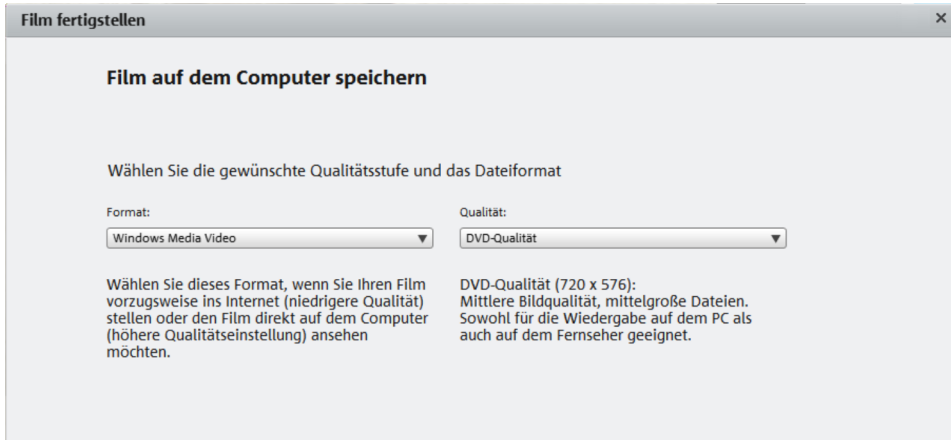 Film fertigstellen
Film auf dem Computer speichern
Wählen Sie die gewünschte Qualitätsstufe und das Dateiformat
Format:
Windows Media Video
Wählen Sie dieses Format, wenn Sie Ihren Film
vorzugsweise ins Internet (niedrigere Qualität)
stellen oder den Film direkt auf dem Computer
(höhere Qualitätseinstellung) ansehen
möchten.
Qualität:
DVD-Qualität
DVD-Qualität (720 x 576):
Mittlere Bildqualität, mittelgroße Dateien.
Sowohl für die Wiedergabe auf dem PC als
auch auf dem Fernseher geeignet.